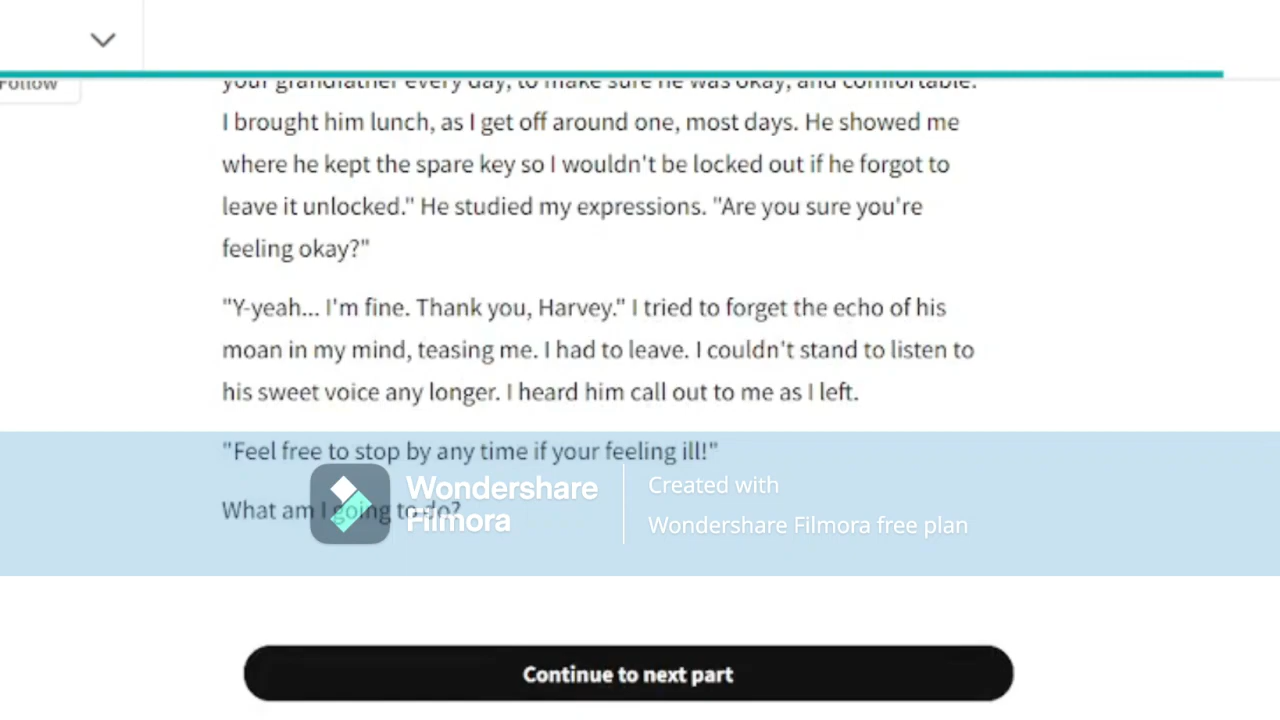 Follow
your grandfather every day, to make sure he was okay, and comfortable.
I brought him lunch, as I get off around one, most days. He showed me
where he kept the spare key so I wouldn't be locked out if he forgot to
leave it unlocked." He studied my expressions. "Are you sure you're
feeling okay?"
"Y-yeah... I'm fine. Thank you, Harvey." I tried to forget the echo of his
moan in my mind, teasing me. I had to leave. I couldn't stand to listen to
his sweet voice any longer. I heard him call out to me as I left.
"Feel free to stop by any time if your feeling ill!"
What am I going to do?
Wondershare
Filmora
Created with
Wondershare Filmora free plan
Continue to next part